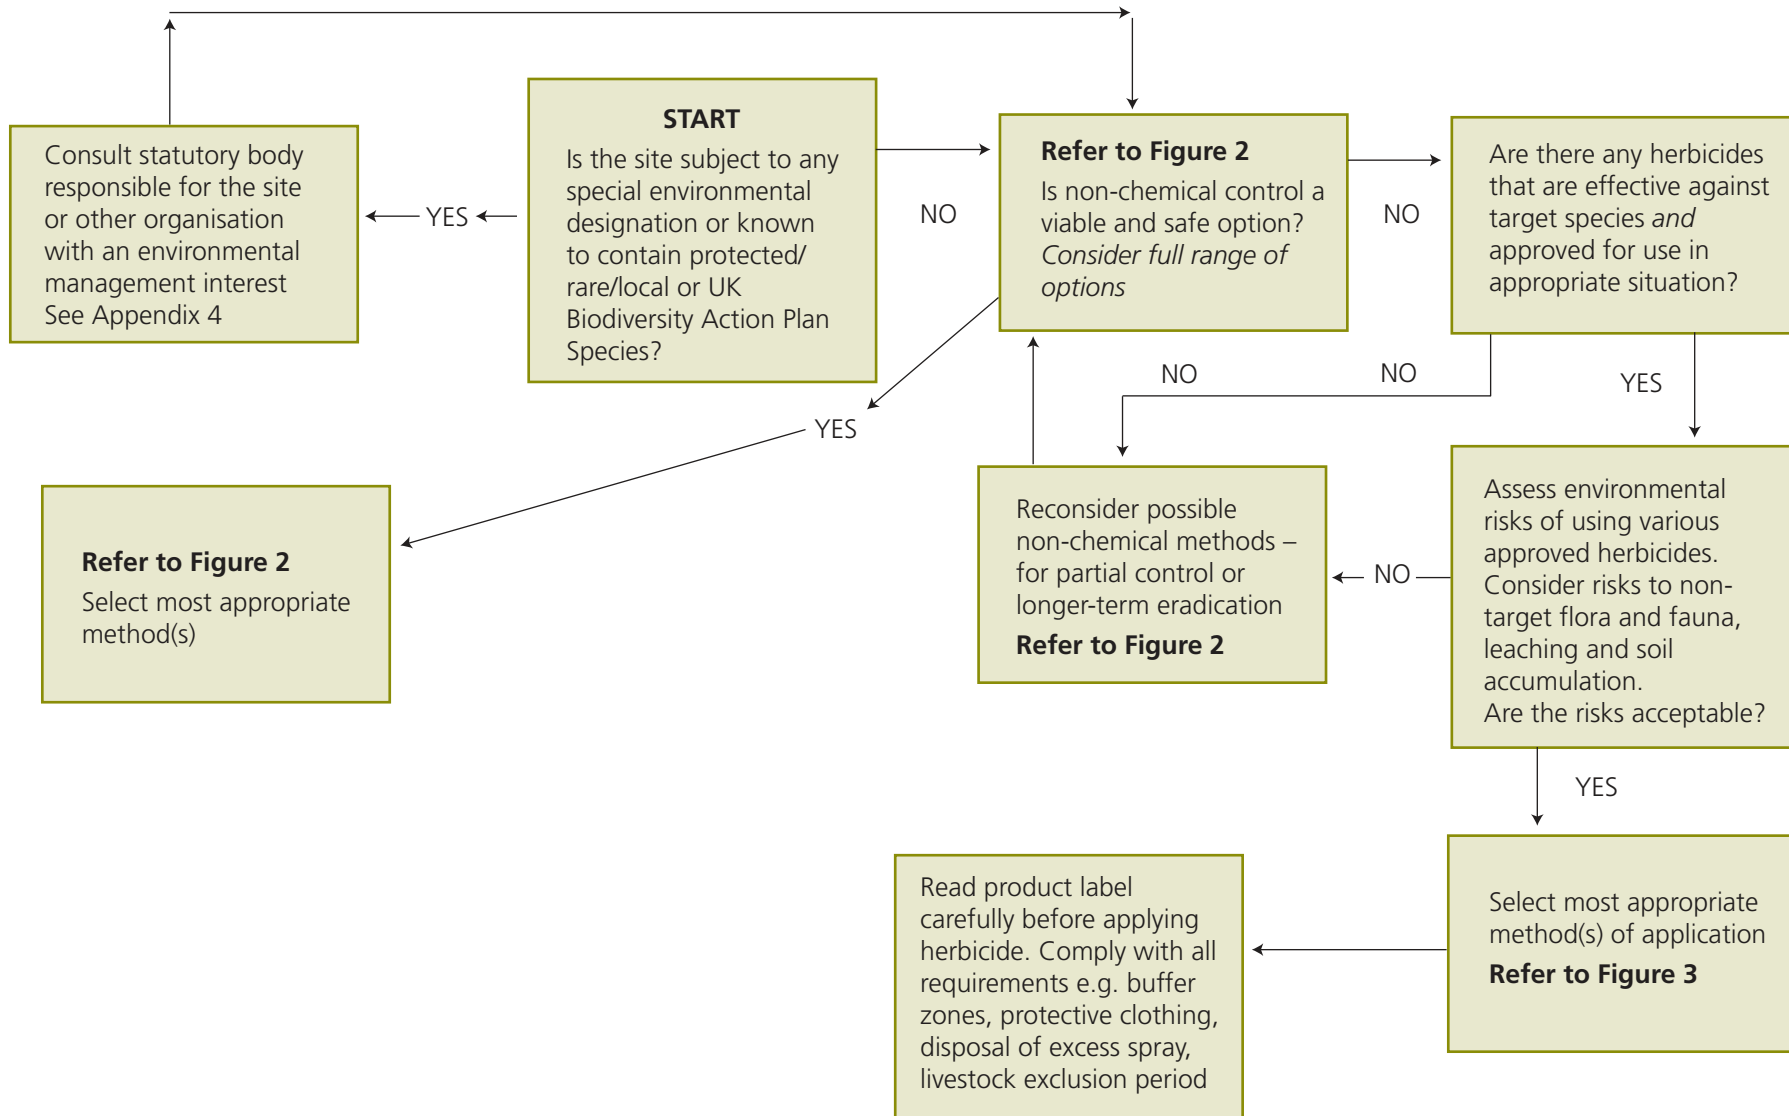 START
Is the site subject to any
special environmental
designation or known
to contain protected/
rare/local or UK
Biodiversity Action Plan
Species?
YES
NO
Consult statutory body
responsible for the site
or other organisation
with an environmental
management interest
See Appendix 4
Refer to Figure 2
Is non-chemical control a
viable and safe option?
Consider full range of
options
NO
YES
Are there any herbicides
that are effective against
target species and
approved for use in
appropriate situation?
NO
NO
YES
Refer to Figure 2
Select most appropriate
method(s)
Reconsider possible
non-chemical methods –
for partial control or
longer-term eradication
Refer to Figure 2
NO
Assess environmental
risks of using various
approved herbicides.
Consider risks to non-
target flora and fauna,
leaching and soil
accumulation.
Are the risks acceptable?
YES
Select most appropriate
method(s) of application
Refer to Figure 3
Read product label
carefully before applying
herbicide. Comply with all
requirements e.g. buffer
zones, protective clothing,
disposal of excess spray,
livestock exclusion period